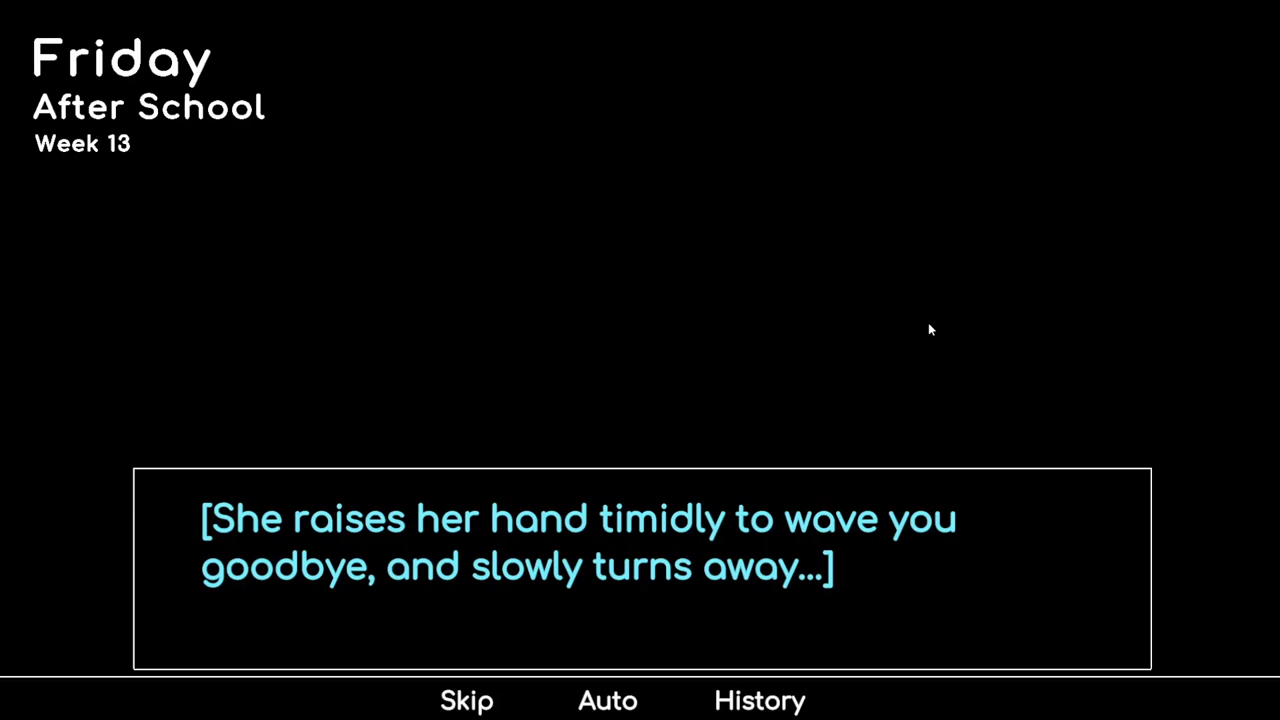 Friday
After School
Week 13
[She raises her hand timidly to wave you
goodbye, and slowly turns away...]
Skip Auto History